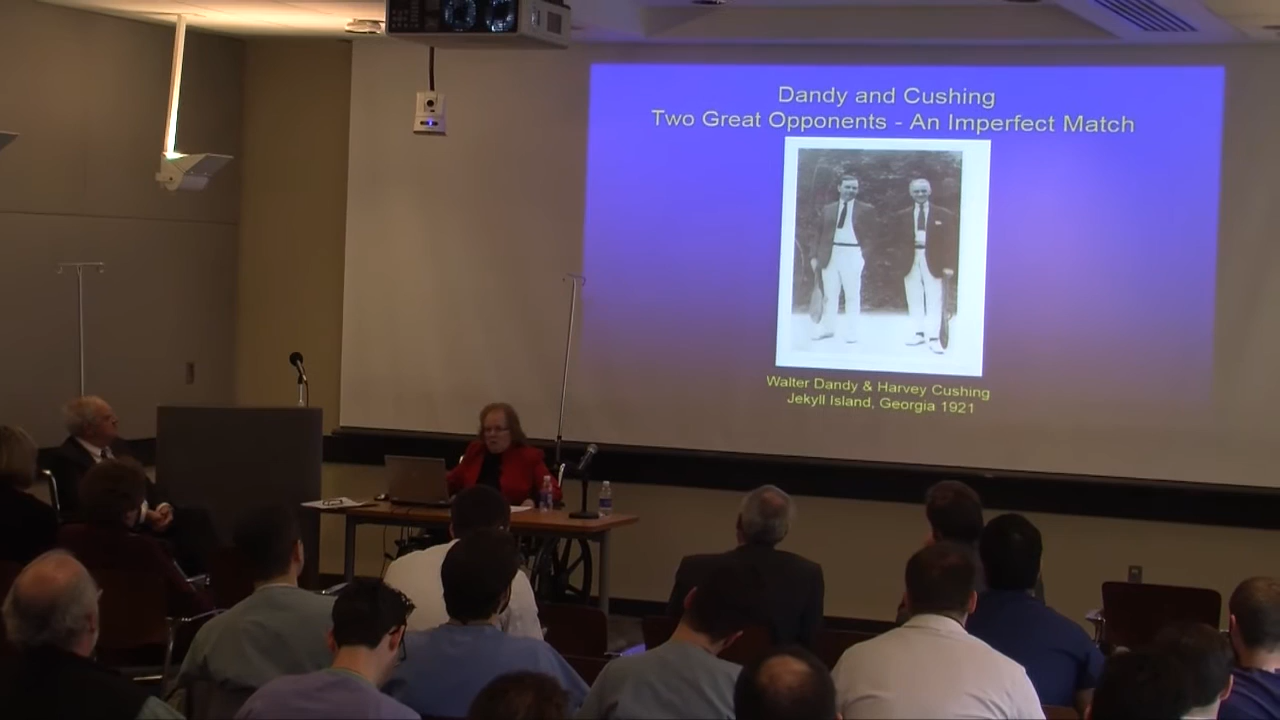 Dandy and Cushing
Two Great Opponents - An Imperfect Match
Walter Dandy & Harvey Cushing
Jekyll Island, Georgia 1921